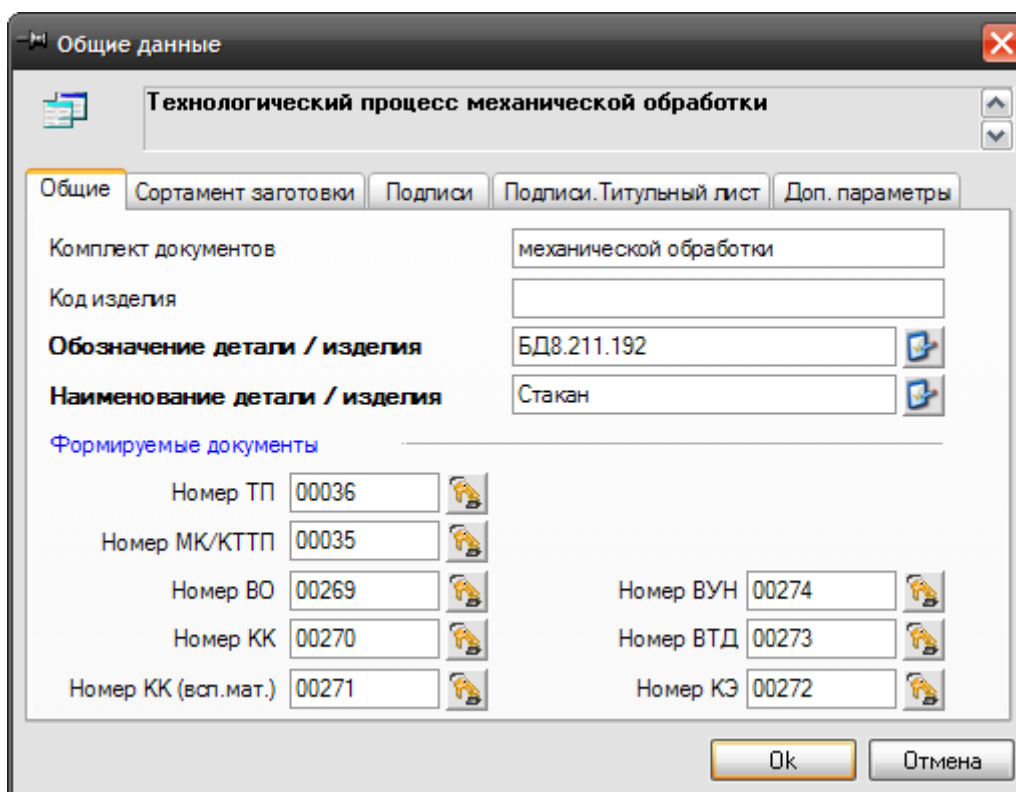 Общие данные
Технологический процесс механической обработки
Общие Сортамент заготовки Подписи Подписи.Титульный лист Доп. параметры
Комплект документов механической обработки
Код изделия
Обозначение детали / изделия БД8.211.192
Наименование детали / изделия Стакан
Формируемые документы
Номер ТП 00036
Номер МК/КТТП 00035
Номер ВО 00269 Номер ВУН 00274
Номер КК 00270 Номер ВТД 00273
Номер КК (всп.мат.) 00271 Номер КЭ 00272
Ok Отмена